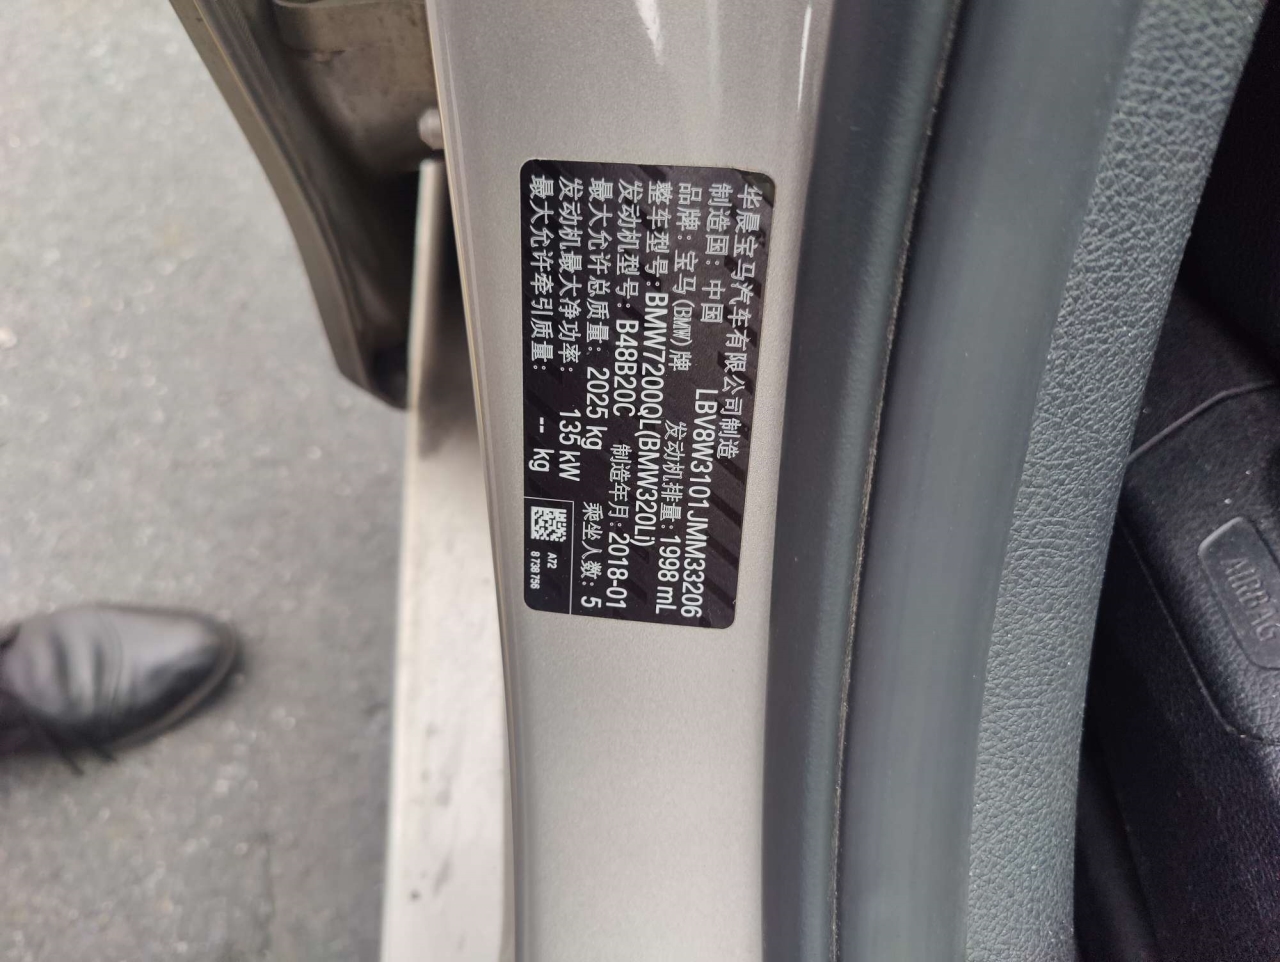 华晨宝马汽车有限公司制造
制造国：中国 LBV8W3101JMM33206
品牌：宝马(BMW)牌 发动机排量：1998 mL
整车型号：BMW7200QL(BMW320Li)
发动机型号：B48B20C 制造年月：2018-01
最大允许总质量：2025 kg 乘坐人数：5
发动机最大净功率：135 kW
最大允许牵引质量：-- kg
A72
8 738 756
AIRBAG